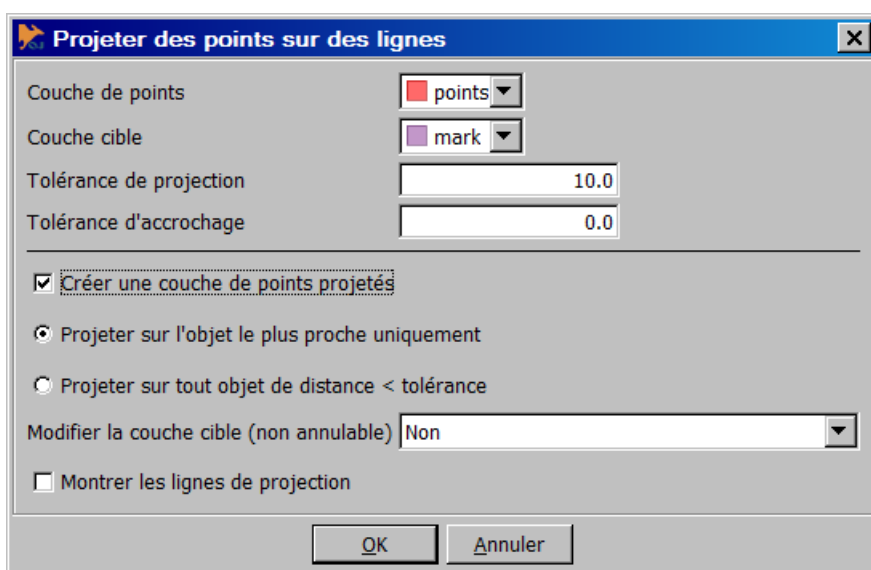 Projeter des points sur des lignes
Couche de points points
Couche cible mark
Tolérance de projection 10.0
Tolérance d'accrochage 0.0
Créer une couche de points projetés
Projeter sur l'objet le plus proche uniquement
Projeter sur tout objet de distance < tolérance
Modifier la couche cible (non annulable) Non
Montrer les lignes de projection
OK Annuler